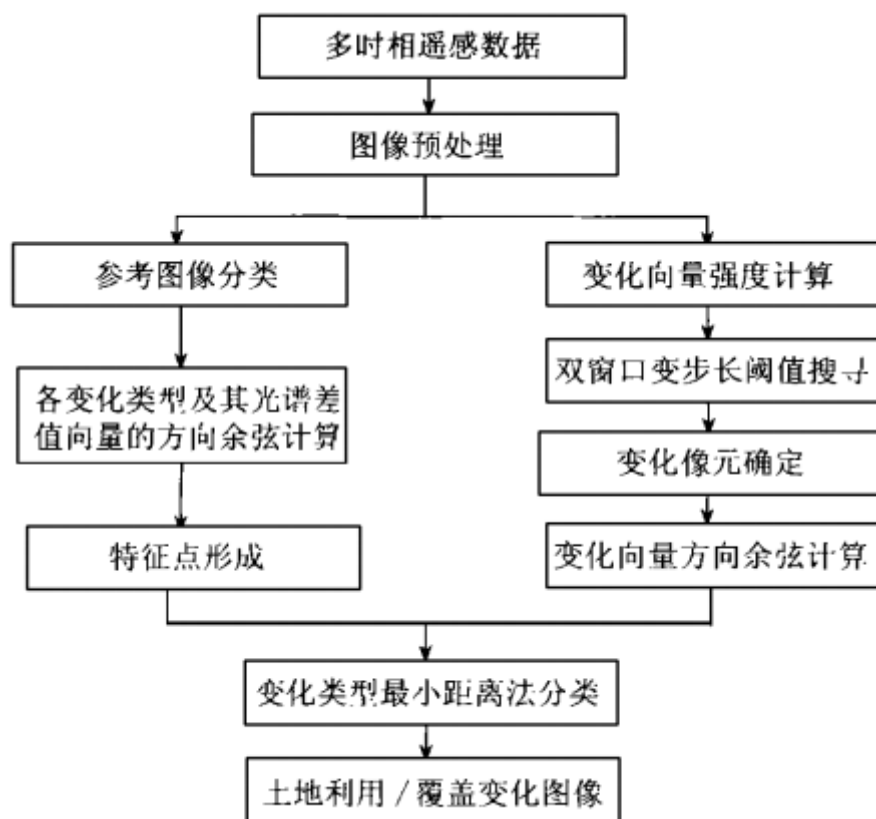 多时相遥感数据
图像预处理
参考图像分类
各变化类型及其光谱差
值向量的方向余弦计算
特征点形成
变化向量强度计算
双窗口变步长阈值搜寻
变化像元确定
变化向量方向余弦计算
变化类型最小距离法分类
土地利用/覆盖变化图像